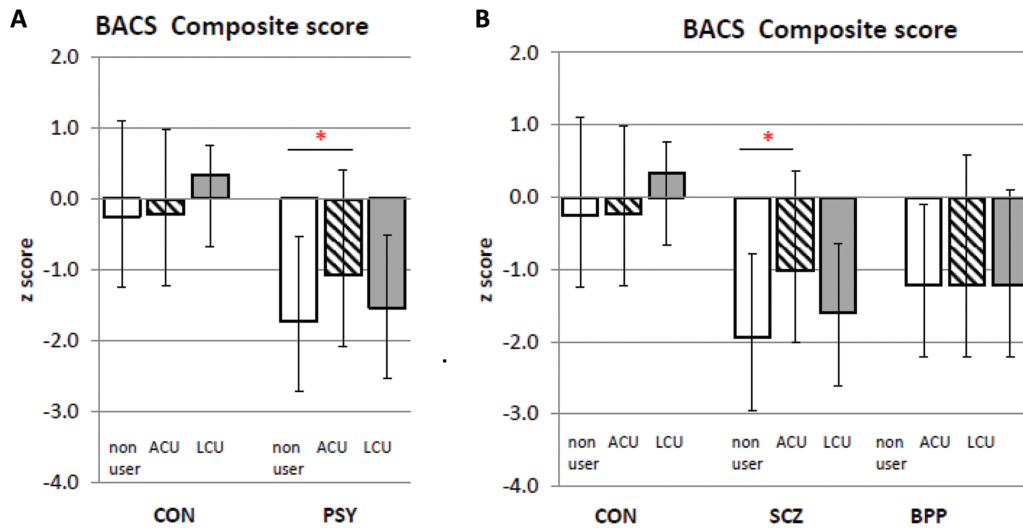 A
BACS Composite score
2.0
1.0
0.0
-1.0
-2.0
-3.0
-4.0
z score
*
non user
ACU
LCU
non user
ACU
LCU
CON
PSY
.
B
BACS Composite score
2.0
1.0
0.0
-1.0
-2.0
-3.0
-4.0
z score
*
non user
ACU
LCU
non user
ACU
LCU
non user
ACU
LCU
CON
SCZ
BPP